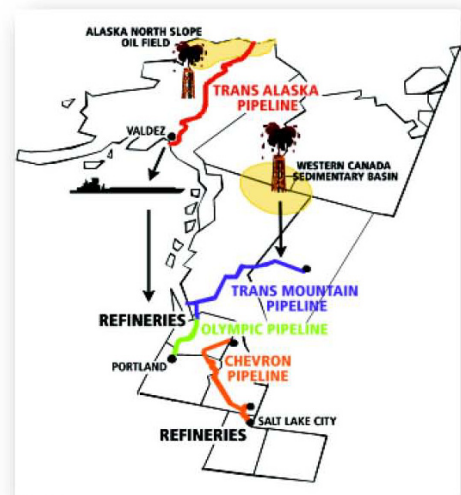 ALASKA NORTH SLOPE
OIL FIELD
TRANS ALASKA
PIPELINE
VALDEZ
WESTERN CANADA
SEDIMENTARY BASIN
TRANS MOUNTAIN
PIPELINE
REFINERIES
OLYMPIC PIPELINE
PORTLAND
CHEVRON
PIPELINE
SALT LAKE CITY
REFINERIES